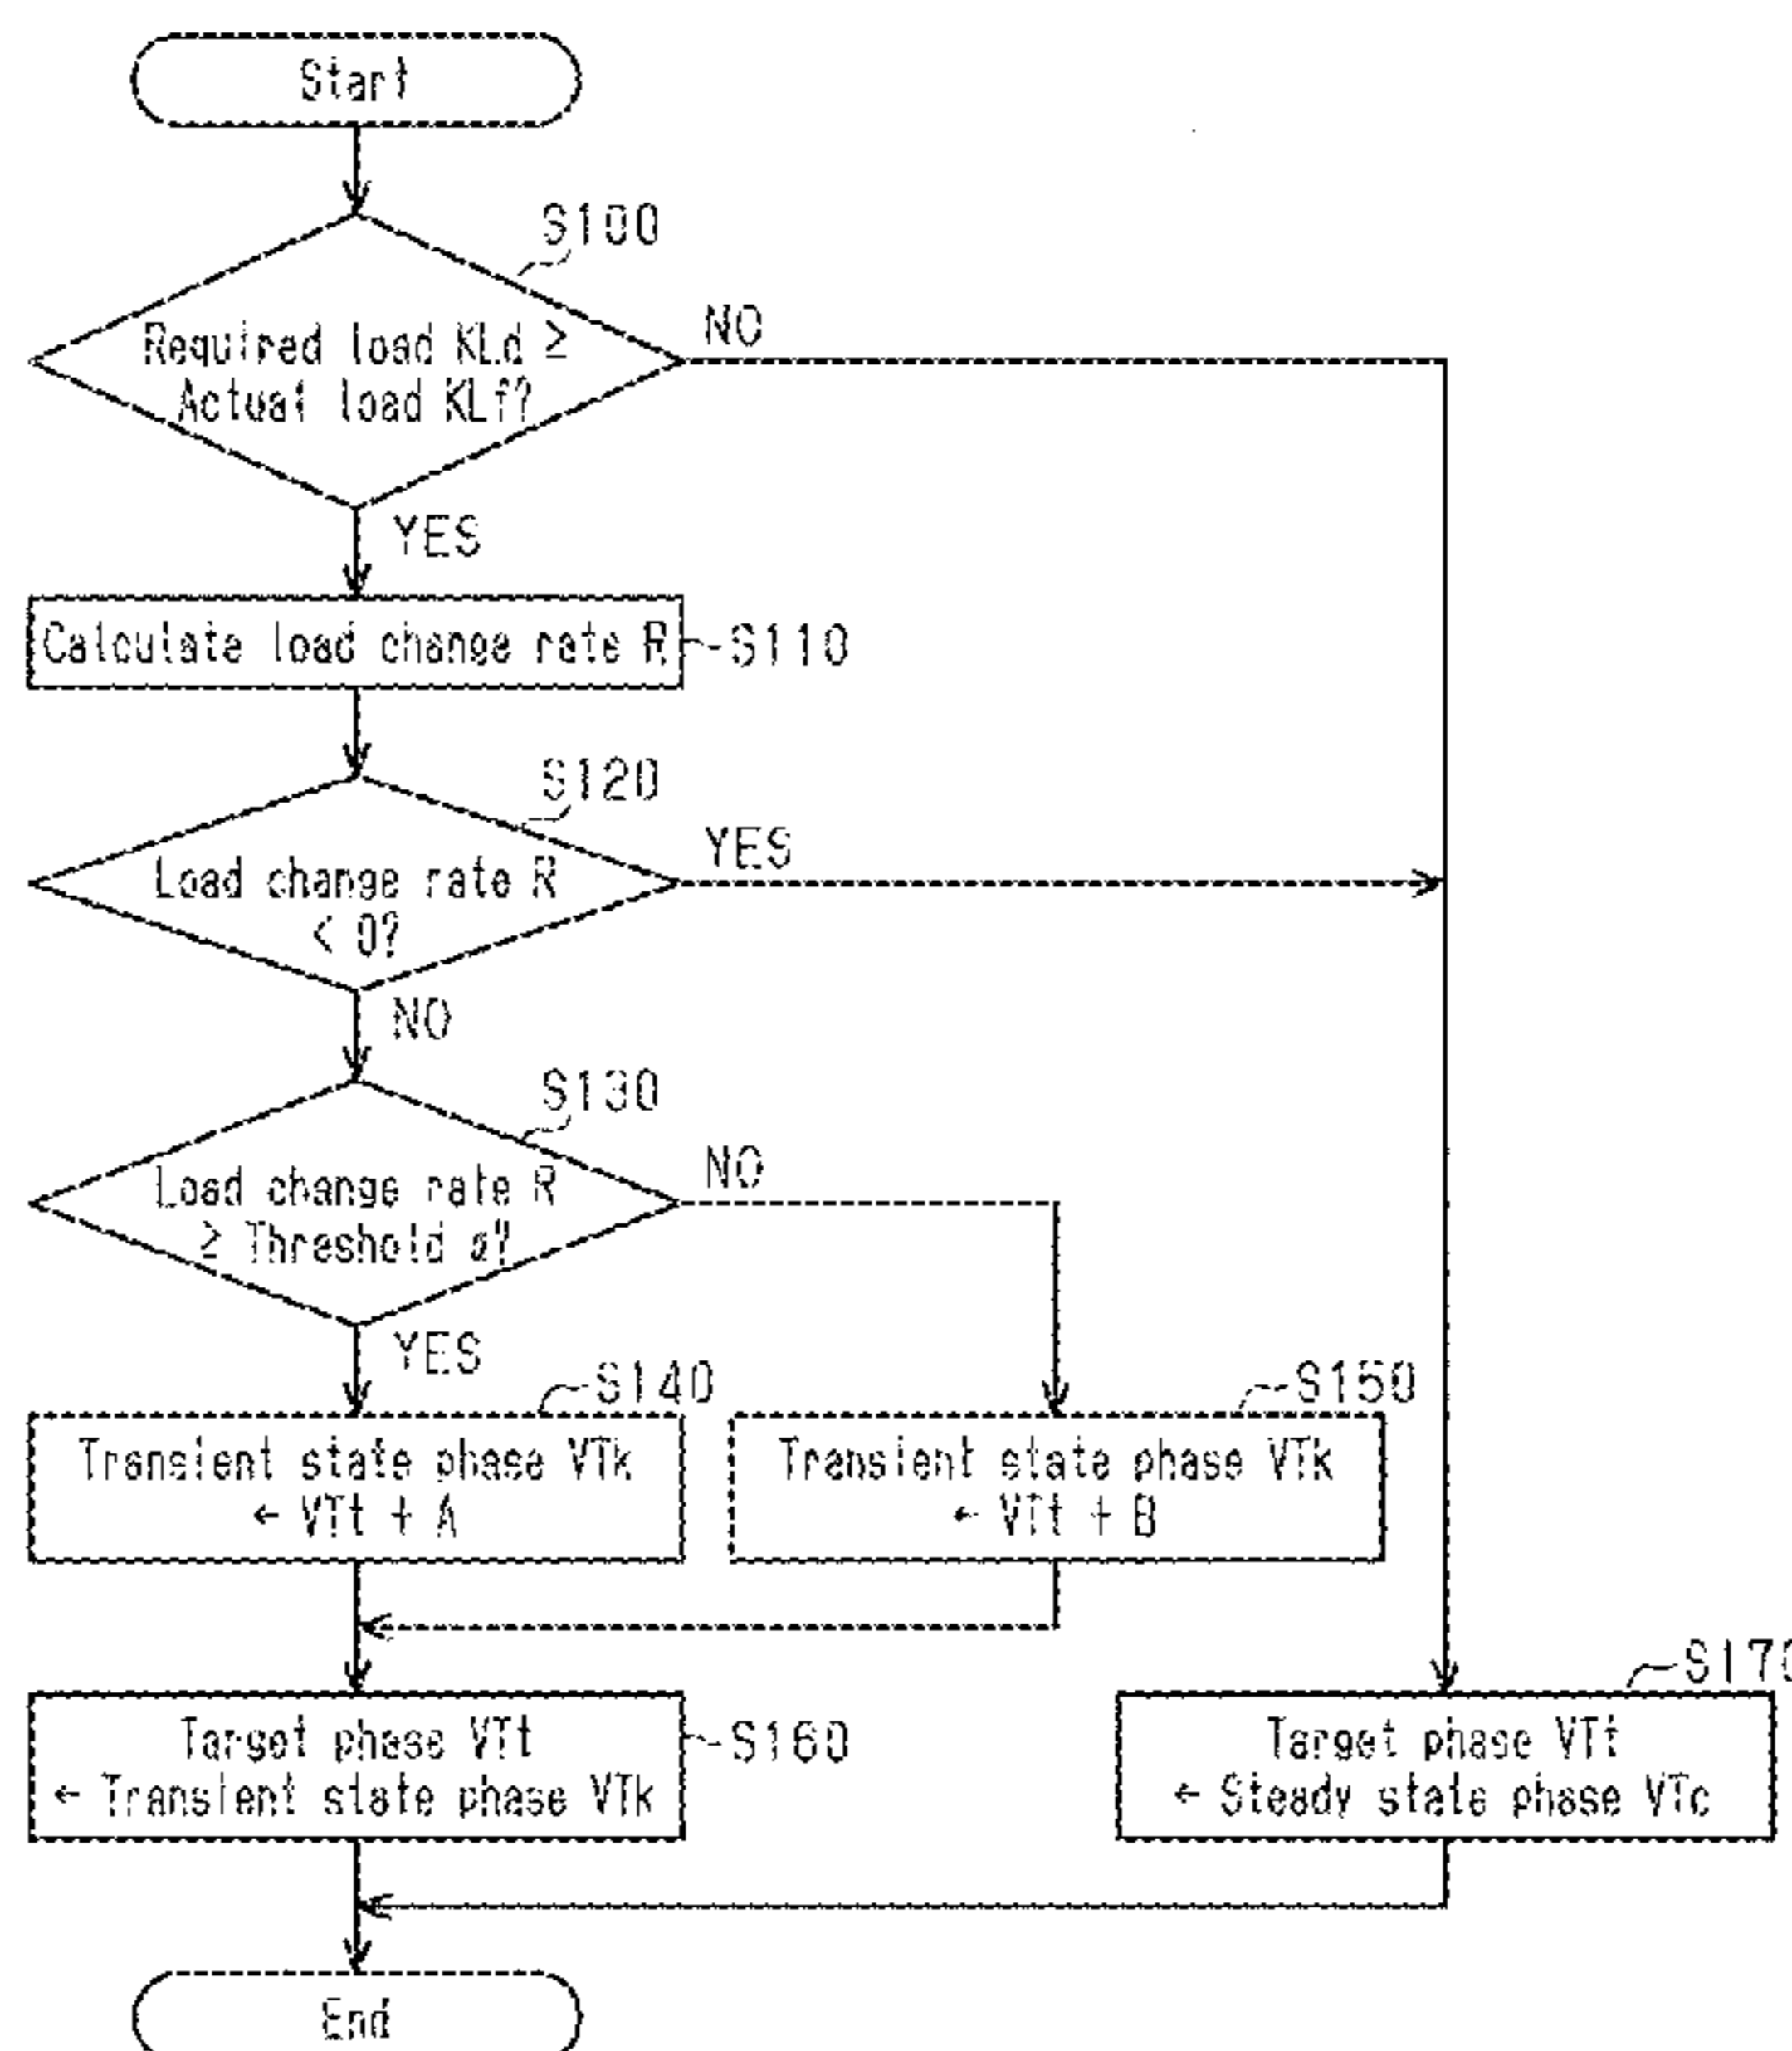 Start
S100
Required load KLd ≥
Actual load KLf?
NO
YES
Calculate load change rate R
S110
S120
Load change rate R
< 0?
YES
NO
S130
Load change rate R
≥ Threshold α?
NO
YES
S140
Transient state phase VTk
← VTt + A
S150
Transient state phase VTk
← VTt + B
Target phase VTt
← Transient state phase VTk
S160
S170
Target phase VTt
← Steady state phase VTc
End